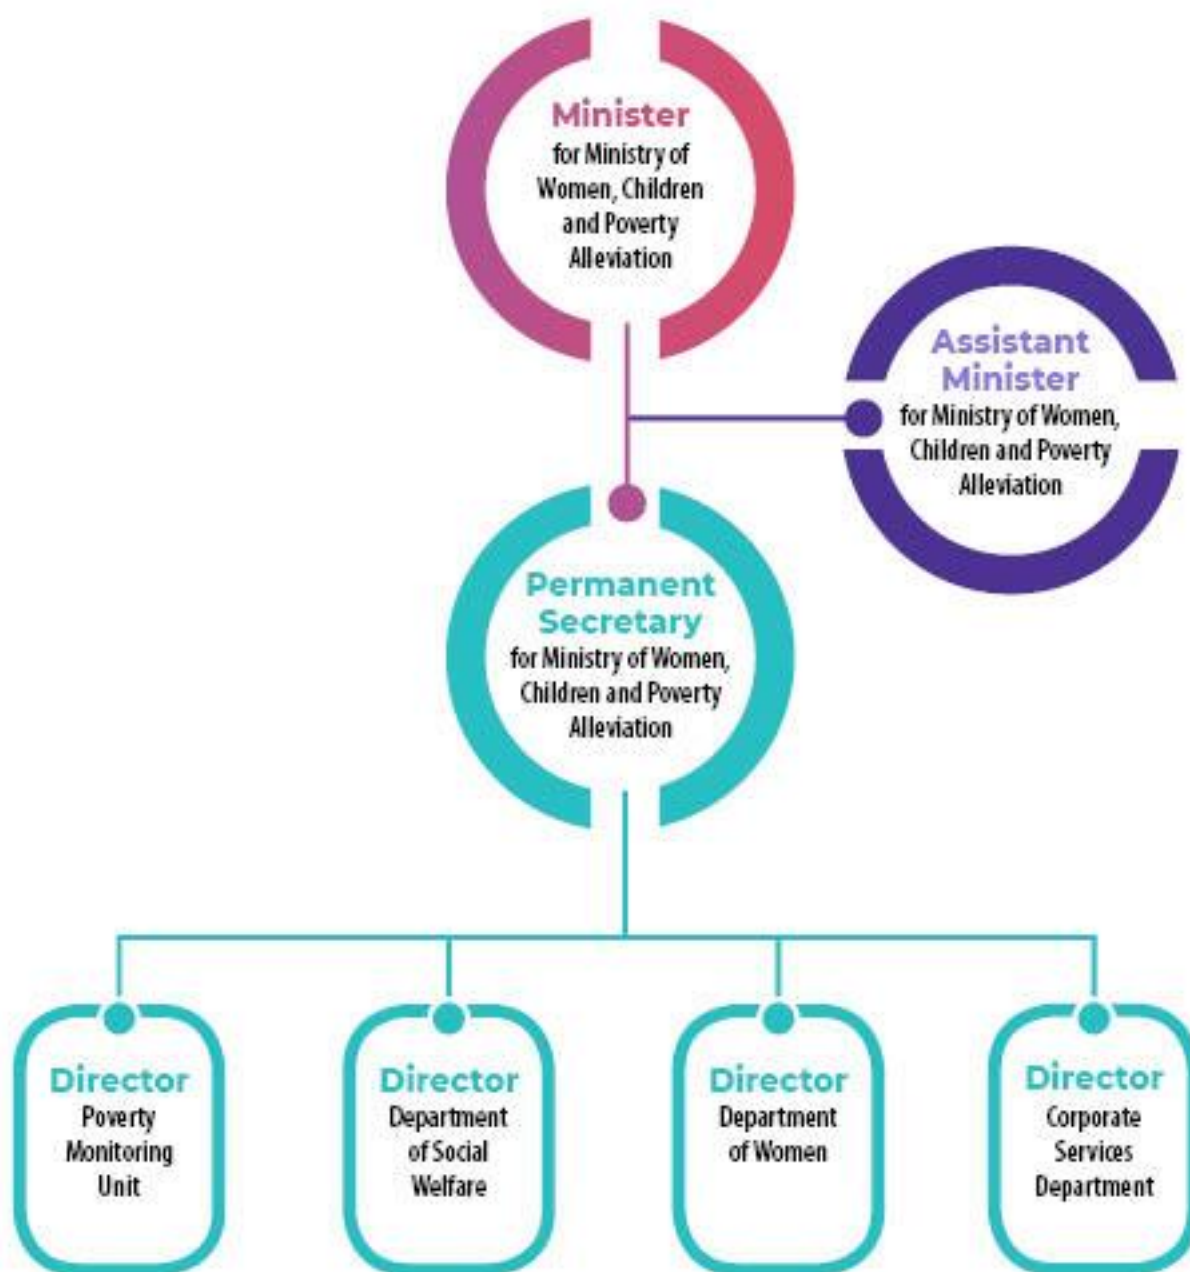 Minister
for Ministry of
Women, Children
and Poverty
Alleviation
Assistant
Minister
for Ministry of Women,
Children and Poverty
Alleviation
Permanent
Secretary
for Ministry of Women,
Children and Poverty
Alleviation
Director
Poverty
Monitoring
Unit
Director
Department
of Social
Welfare
Director
Department
of Women
Director
Corporate
Services
Department